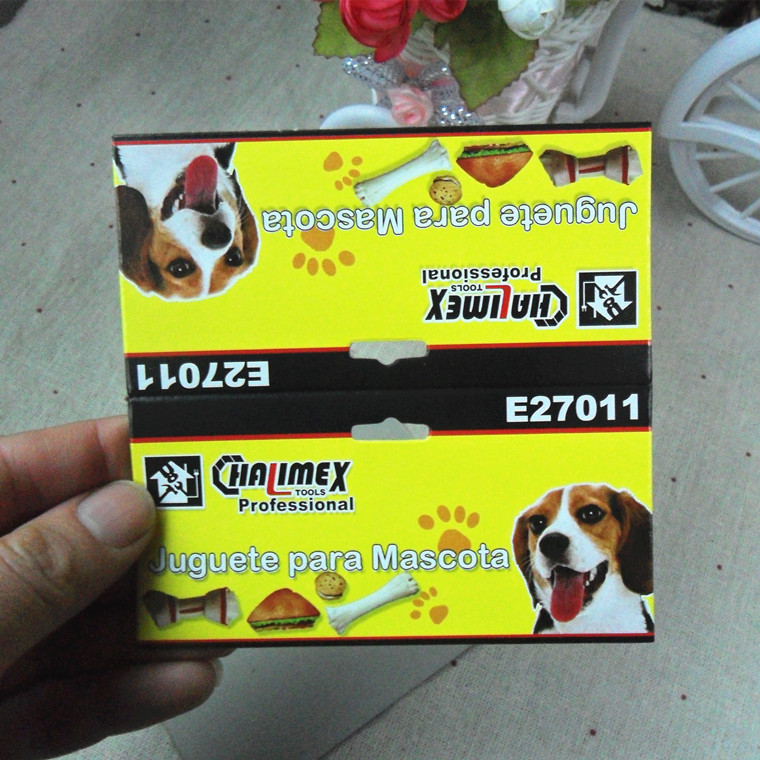 Juguete para Mascota
CHALIMEX
TOOLS
Professional
E27011
E27011
CHALIMEX
TOOLS
Professional
Juguete para Mascota